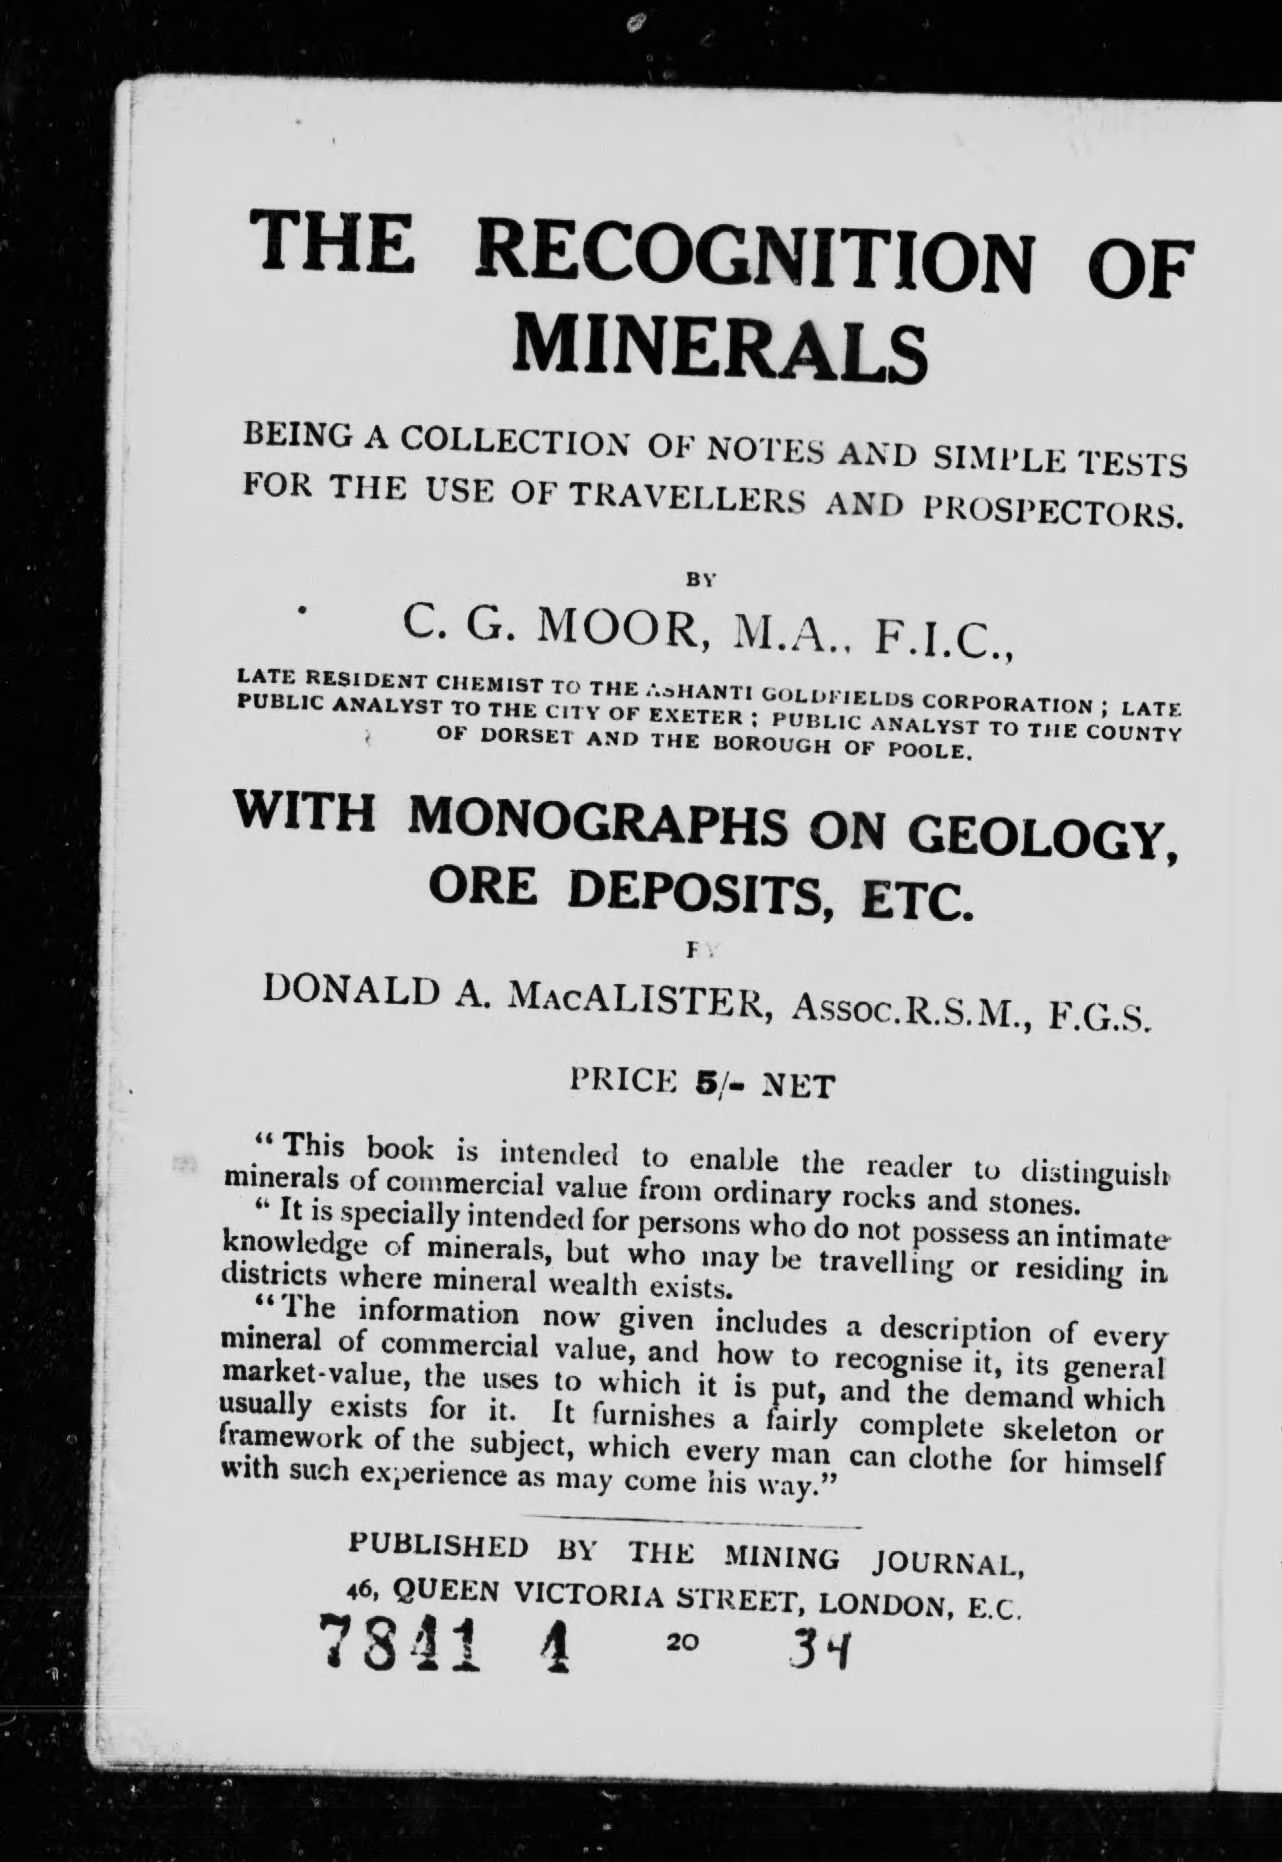 THE RECOGNITION OF
MINERALS
BEING A COLLECTION OF NOTES AND SIMPLE TESTS
FOR THE USE OF TRAVELLERS AND PROSPECTORS.
BY
C. G. MOOR, M.A., F.I.C.,
LATE RESIDENT CHEMIST TO THE ASHANTI GOLDFIELDS CORPORATION; LATE
PUBLIC ANALYST TO THE CITY OF EXETER; PUBLIC ANALYST TO THE COUNTY
OF DORSET AND THE BOROUGH OF POOLE.
WITH MONOGRAPHS ON GEOLOGY,
ORE DEPOSITS, ETC.
BY
DONALD A. MACALISTER, ASSOC.R.S.M., F.G.S.
PRICE 5/- NET
"This book is intended to enable the reader to distinguish
minerals of commercial value from ordinary rocks and stones.
"It is specially intended for persons who do not possess an intimate
knowledge of minerals, but who may be travelling or residing in
districts where mineral wealth exists.
"The information now given includes a description of every
mineral of commercial value, and how to recognise it, its general
market-value, the uses to which it is put, and the demand which
usually exists for it. It furnishes a fairly complete skeleton or
framework of the subject, which every man can clothe for himself
with such experience as may come his way."
PUBLISHED BY THE MINING JOURNAL,
46, QUEEN VICTORIA STREET, LONDON, E.C.
7841 4 20 34